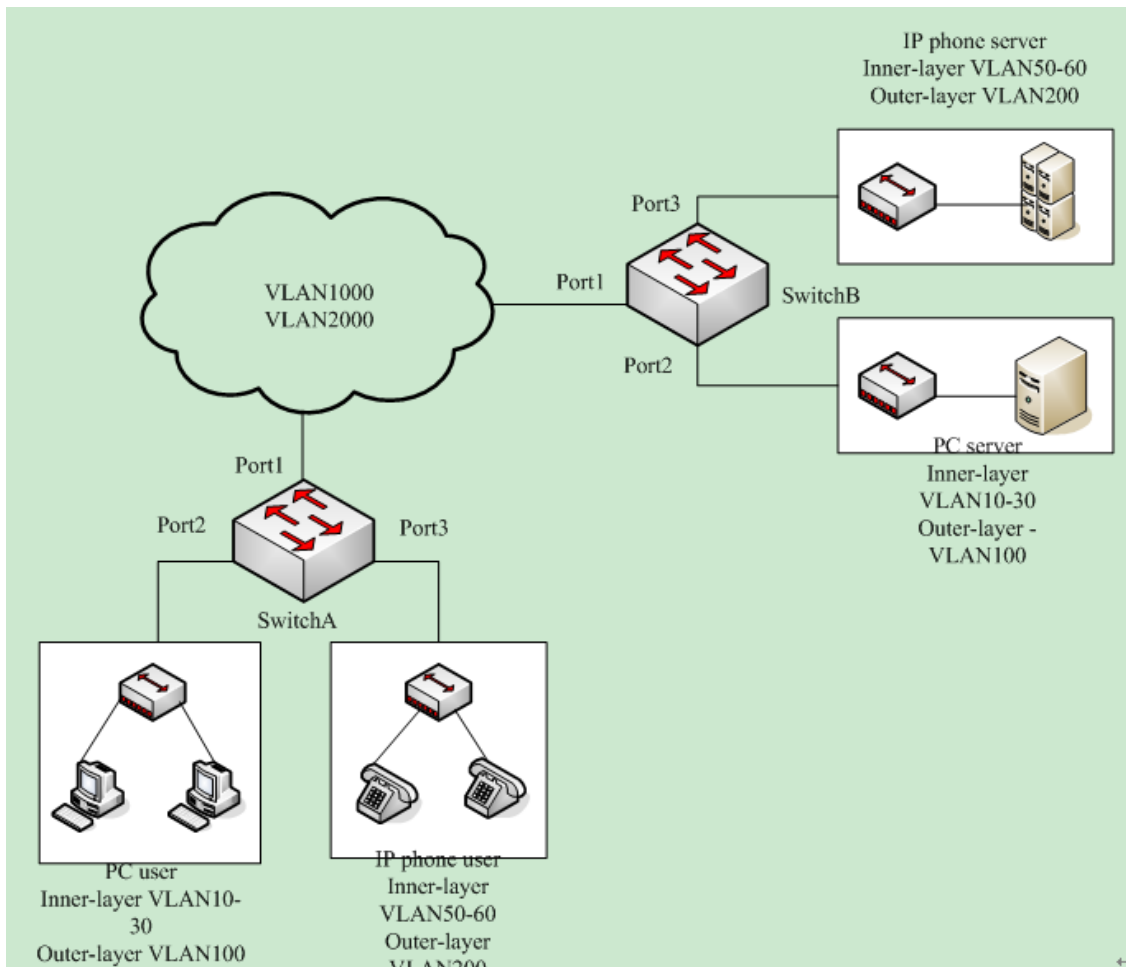 IP phone server
Inner-layer VLAN50-60
Outer-layer VLAN200
Port3
VLAN1000
VLAN2000
Port1
SwitchB
Port2
PC server
Inner-layer
VLAN10-30
Outer-layer -
VLAN100
Port1
Port2
Port3
SwitchA
PC user
Inner-layer VLAN10-
30
Outer-layer VLAN100
IP phone user
Inner-layer
VLAN50-60
Outer-layer
VLAN200